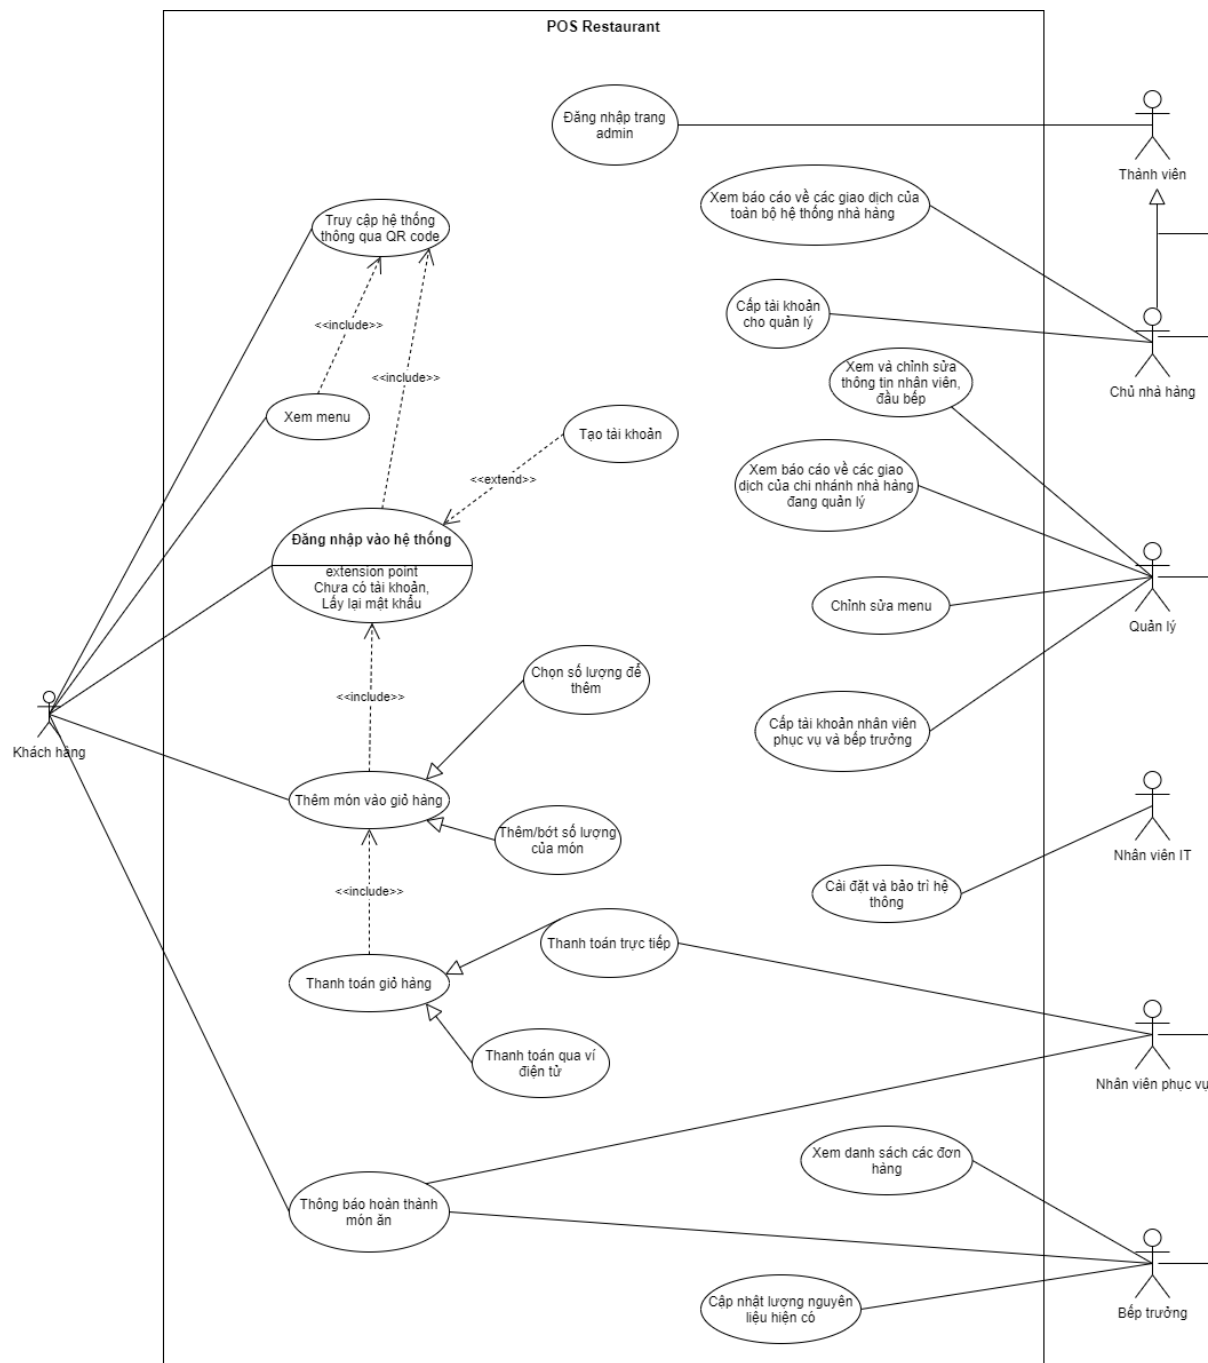 POS Restaurant
Đăng nhập trang
admin
Thành viên
Xem báo cáo về các giao dịch của
toàn bộ hệ thống nhà hàng
Truy cập hệ thống
thông qua QR code
Cấp tài khoản
cho quản lý
<<include>>
Chủ nhà hàng
Xem và chỉnh sửa
thông tin nhân viên,
đầu bếp
<<include>>
Xem menu
Tạo tài khoản
<<extend>>
Xem báo cáo về các giao
dịch của chi nhánh nhà hàng
đang quản lý
Đăng nhập vào hệ thống
extension point
Chưa có tài khoản,
Lấy lại mật khẩu
Chỉnh sửa menu
Quản lý
Chọn số lượng để
thêm
<<include>>
Cấp tài khoản nhân viên
phục vụ và bếp trưởng
Khách hàng
Thêm món vào giỏ hàng
Thêm/bớt số lượng
của món
Nhân viên IT
Cài đặt và bảo trì hệ
thông
<<include>>
Thanh toán trực tiếp
Thanh toán giỏ hàng
Thanh toán qua ví
điện tử
Nhân viên phục vụ
Xem danh sách các đơn
hàng
Thông báo hoàn thành
món ăn
Cập nhật lượng nguyên
liệu hiện có
Bếp trưởng